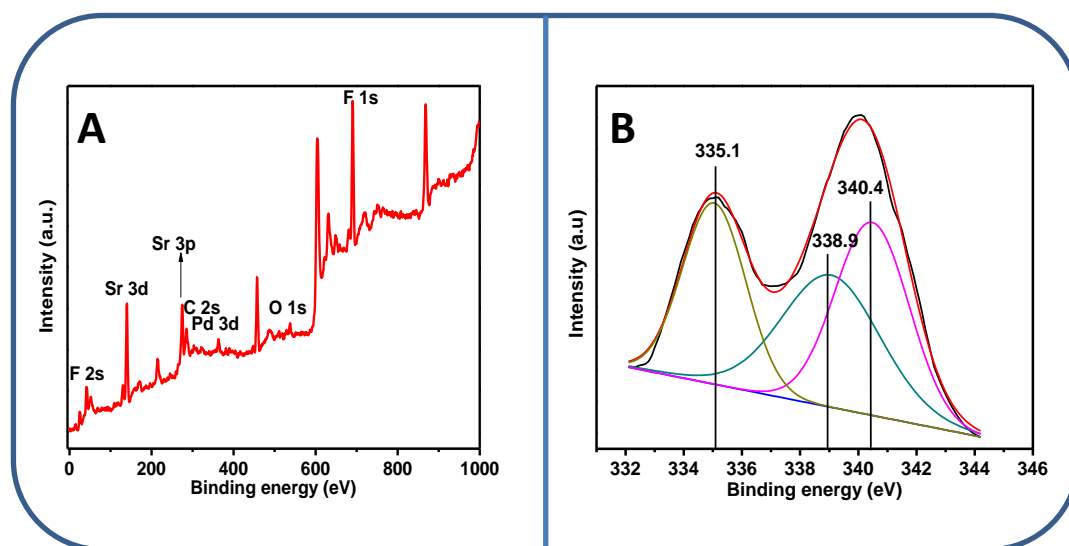 A
F 1s
Sr 3p
Sr 3d
C 2s
Pd 3d
O 1s
F 2s
Intensity (a.u.)
0 200 400 600 800 1000
Binding energy (eV)
B
335.1
340.4
338.9
Intensity (a.u)
332 334 336 338 340 342 344 346
Binding energy (eV)